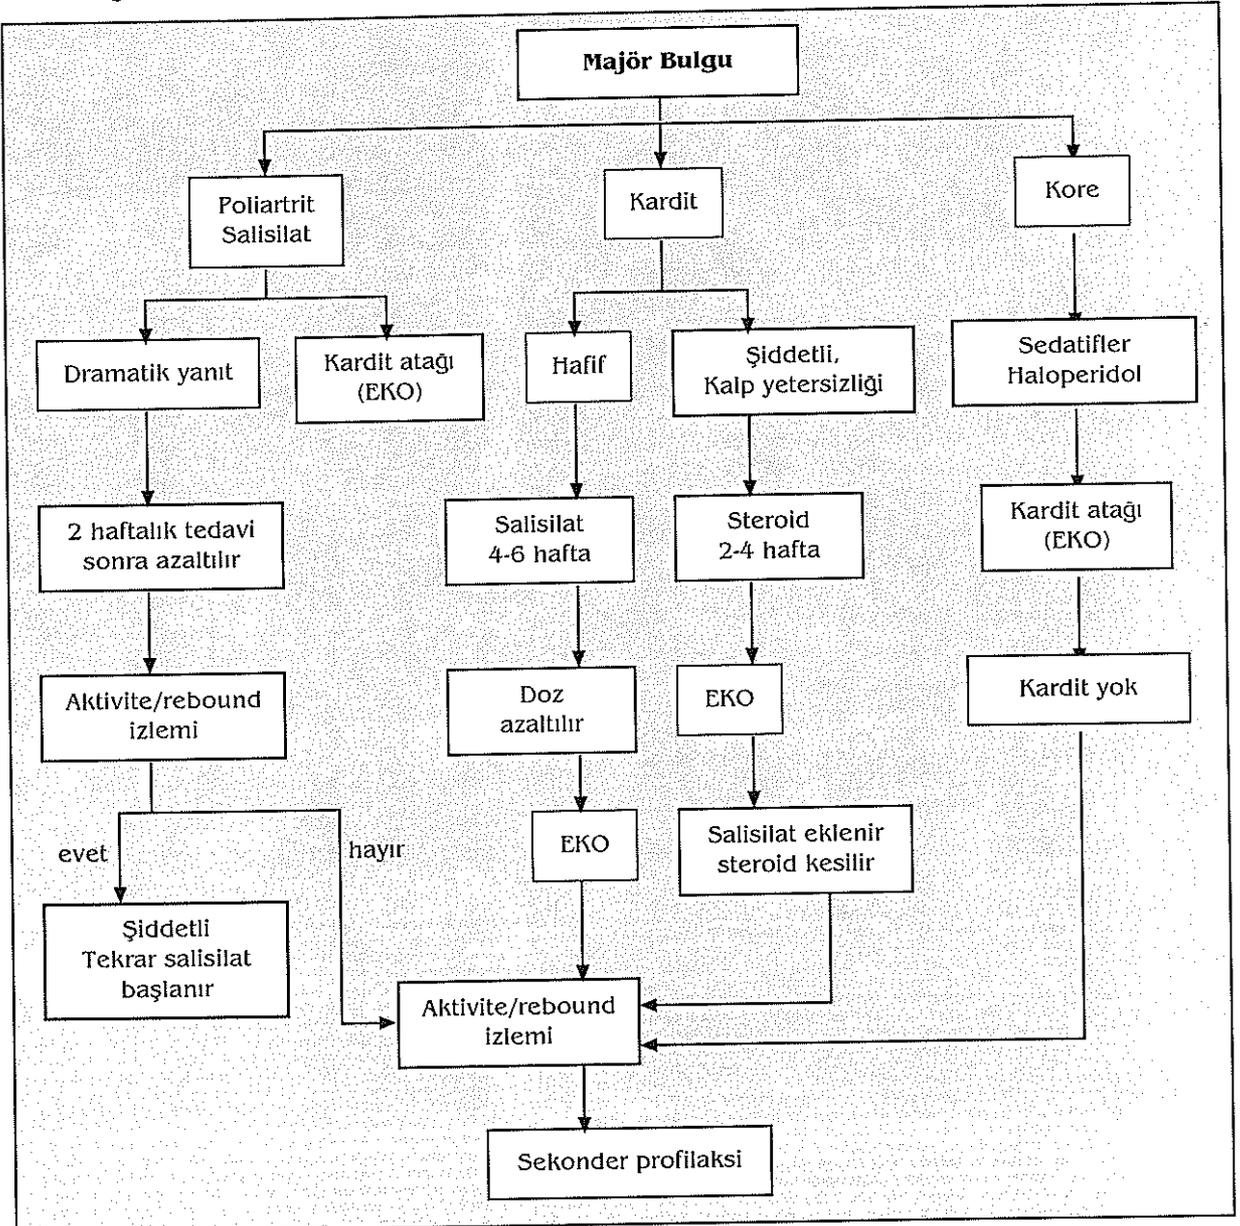 Majör Bulgu
Poliartrit
Salisilat
Kardit
Kore
Dramatik yanıt
Kardit atağı
(EKO)
Hafif
Şiddetli,
Kalp yetersizliği
Sedatifler
Haloperidol
2 haftalık tedavi
sonra azaltılır
Salisilat
4-6 hafta
Steroid
2-4 hafta
Kardit atağı
(EKO)
Aktivite/rebound
izlemi
Doz
azaltılır
EKO
Kardit yok
evet
hayır
EKO
Salisilat eklenir
steroid kesilir
Şiddetli
Tekrar salisilat
başlanır
Aktivite/rebound
izlemi
Sekonder profilaksi